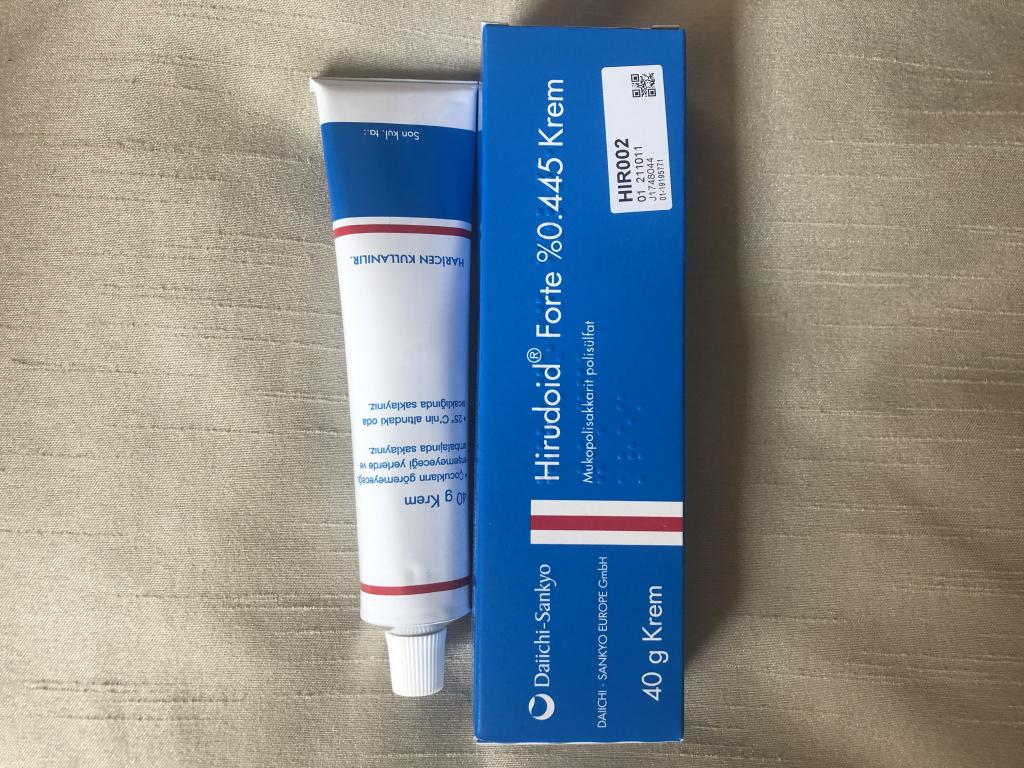 Son kul. ta.:
HARİCEN KULLANILIR.
40 g Krem
• Çocukların göremeyeceği
erişemeyeceği yerlerde ve
ambalajında saklayınız.
• 25° C'nin altındaki oda
sıcaklığında saklayınız.
Hirudoid® Forte %0.445 Krem
Mukopolisakkarit polisülfat
HIR002
01 211011
J1748044
01-19195771
Daiichi-Sankyo
DAIICHI - SANKYO EUROPE GmbH
40 g Krem